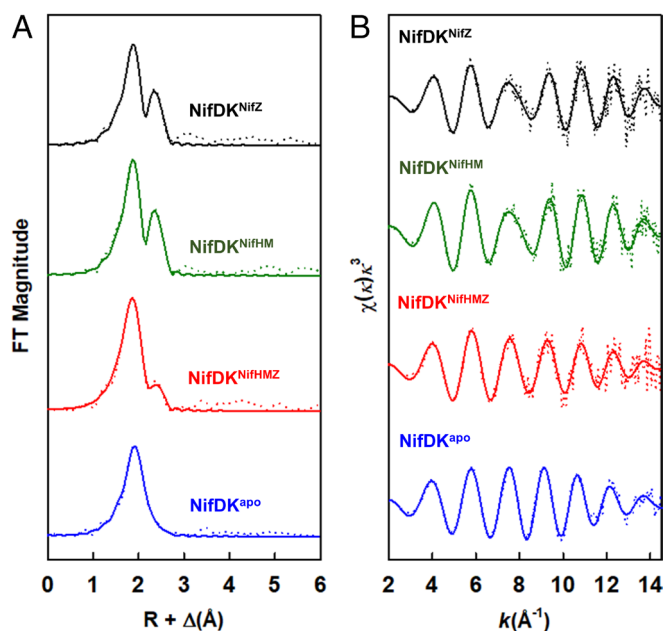 A
NifDK^NifZ
NifDK^NifHM
NifDK^NifHMZ
NifDK^apo
FT Magnitude
0 1 2 3 4 5 6
R + Δ(Å)
B
NifDK^NifZ
NifDK^NifHM
NifDK^NifHMZ
NifDK^apo
χ(κ)κ³
2 4 6 8 10 12 14
k(Å⁻¹)